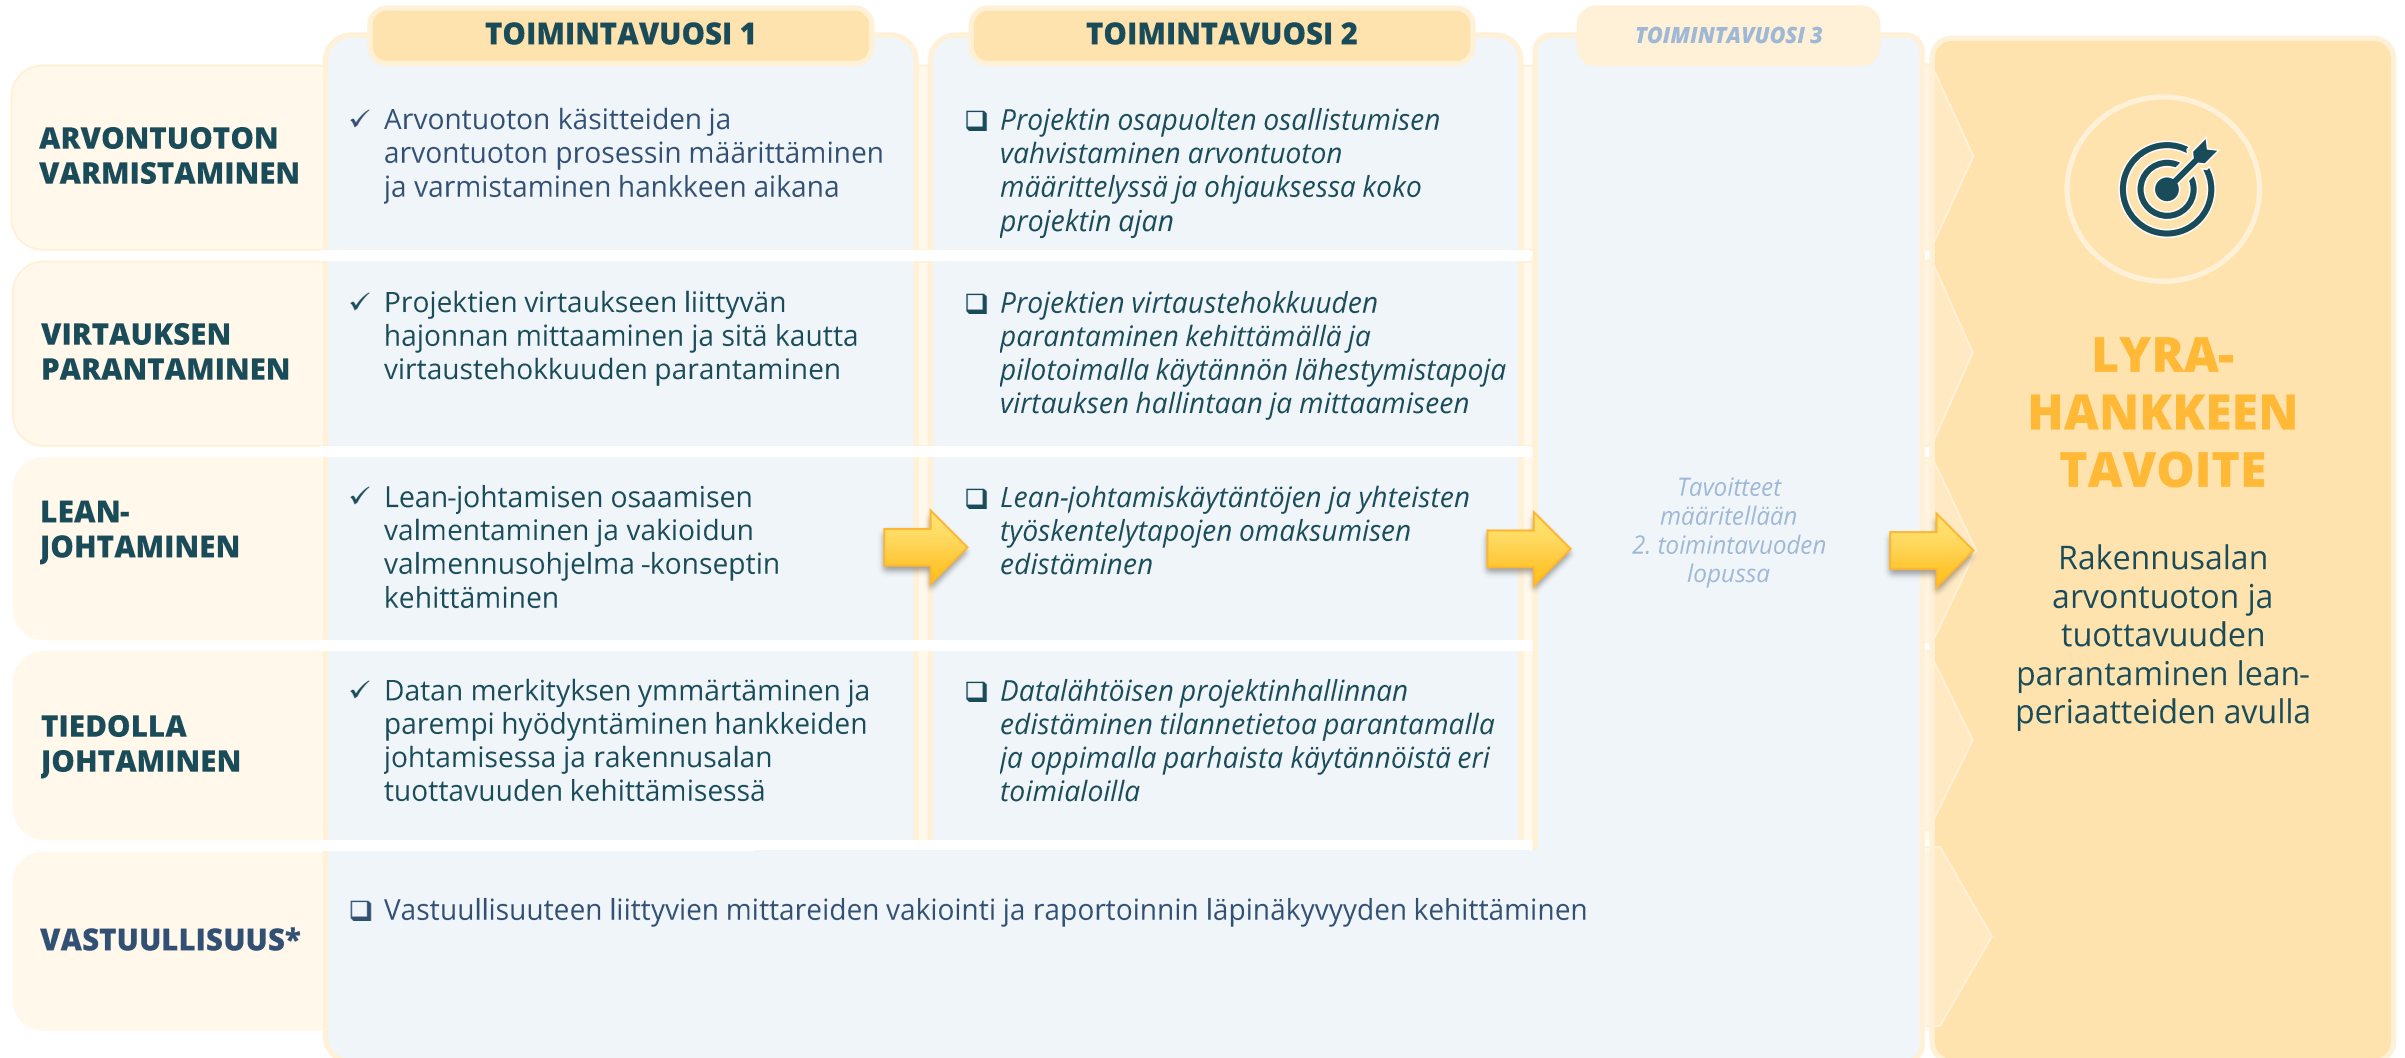 TOIMINTAVUOSI 1
TOIMINTAVUOSI 2
TOIMINTAVUOSI 3
ARVONTUOTON
VARMISTAMINEN
Arvontuoton käsitteiden ja
arvontuoton prosessin määrittäminen
ja varmistaminen hankkeen aikana
Projektin osapuolten osallistumisen
vahvistaminen arvontuoton
määrittelyssä ja ohjauksessa koko
projektin ajan
VIRTAUKSEN
PARANTAMINEN
Projektien virtaukseen liittyvän
hajonnan mittaaminen ja sitä kautta
virtaustehokkuuden parantaminen
Projektien virtaustehokkuuden
parantaminen kehittämällä ja
pilotoimalla käytännön lähestymistapoja
virtauksen hallintaan ja mittaamiseen
LEAN-
JOHTAMINEN
Lean-johtamisen osaamisen
valmentaminen ja vakioidun
valmennusohjelma -konseptin
kehittäminen
Lean-johtamiskäytäntöjen ja yhteisten
työskentelytapojen omaksumisen
edistäminen
TIEDOLLA
JOHTAMINEN
Datan merkityksen ymmärtäminen ja
parempi hyödyntäminen hankkeiden
johtamisessa ja rakennusalan
tuottavuuden kehittämisessä
Datalähtöisen projektinhallinnan
edistäminen tilannetietoa parantamalla
ja oppimalla parhaista käytännöistä eri
toimialoilla
VASTUULLISUUS*
Vastuullisuuteen liittyvien mittareiden vakiointi ja raportoinnin läpinäkyvyyden kehittäminen
Tavoitteet
määritellään
2. toimintavuoden
lopussa
LYRA-
HANKKEEN
TAVOITE
Rakennusalan
arvontuoton ja
tuottavuuden
parantaminen lean-
periaatteiden avulla